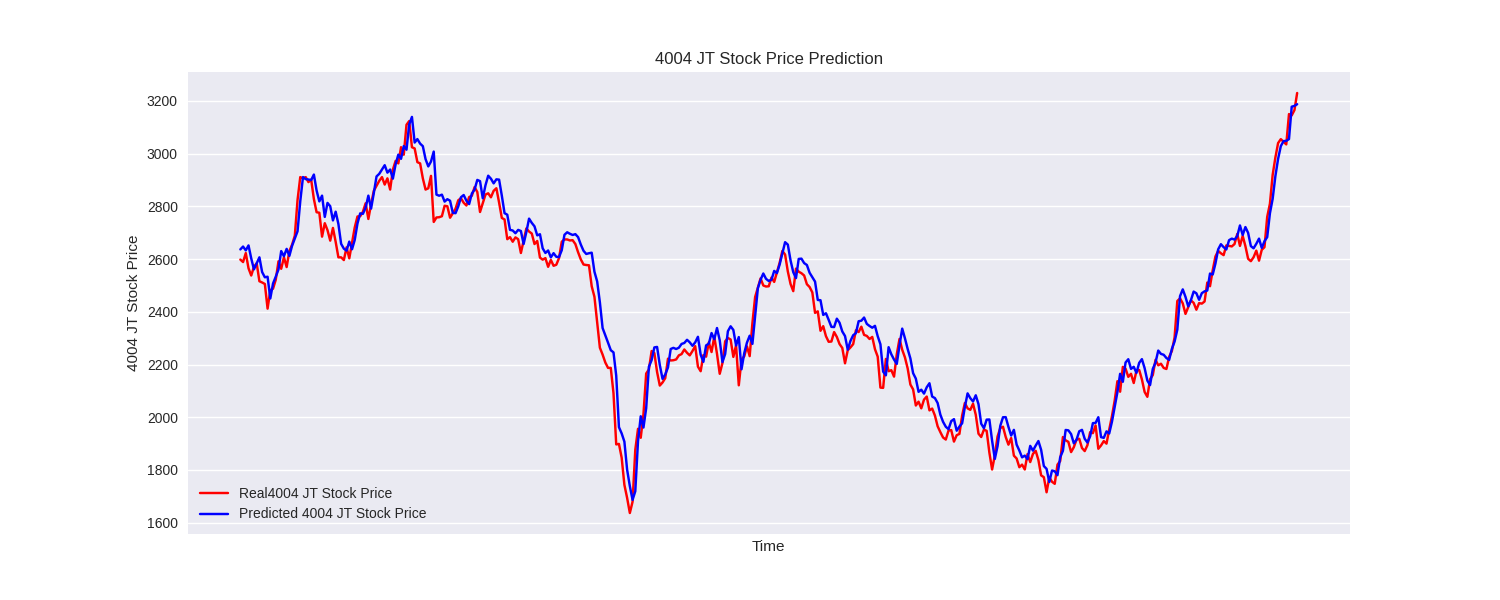 4004 JT Stock Price Prediction
3200
3000
2800
2600
2400
2200
2000
1800
1600
4004 JT Stock Price
Real4004 JT Stock Price
Predicted 4004 JT Stock Price
Time